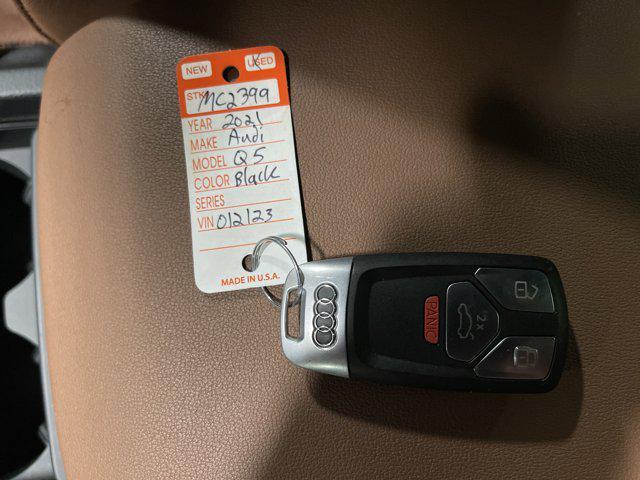 NEW USED
STK MC2399
YEAR 2021
MAKE Audi
MODEL Q5
COLOR Black
SERIES
VIN 012123
MADE IN U.S.A.
PANIC
2x